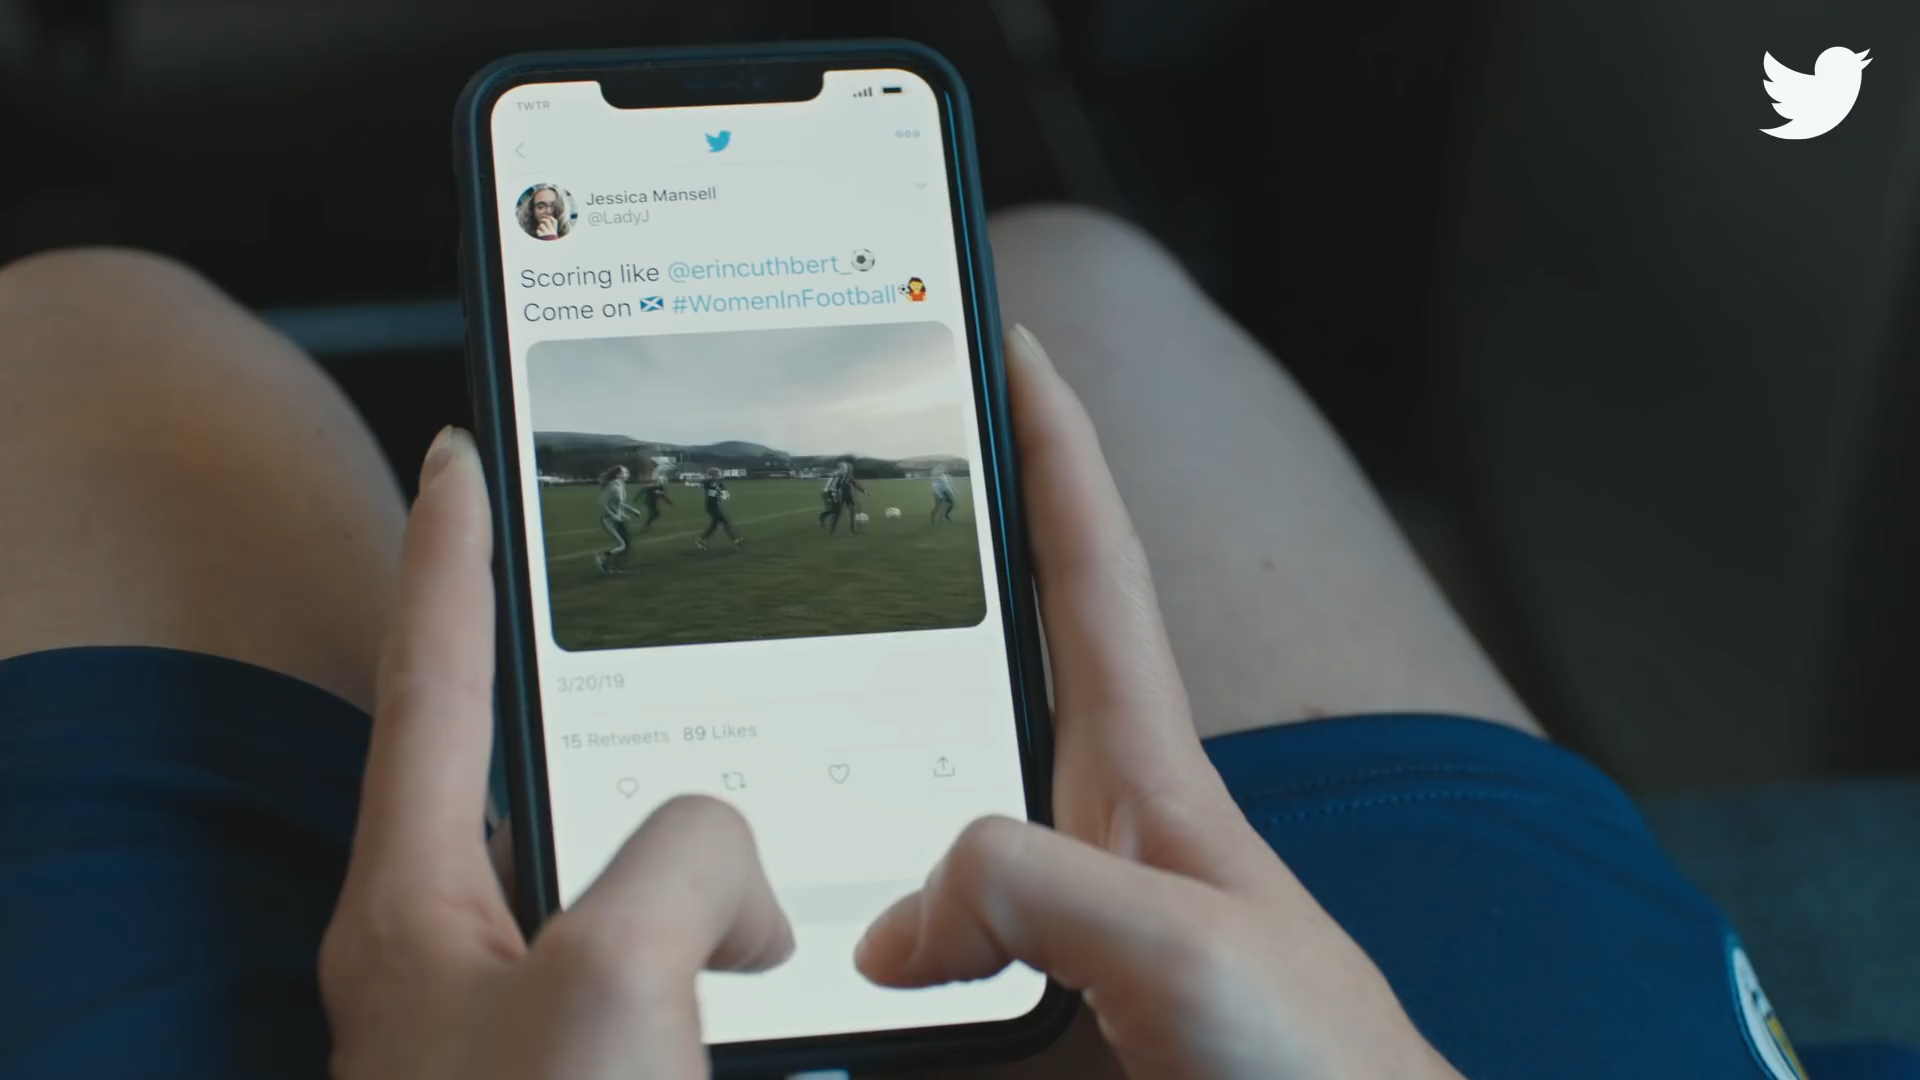 TWTR
Jessica Mansell
@LadyJ
Scoring like @erincuthbert_⚽
Come on 🏴󠁧󠁢󠁳󠁣󠁴󠁿 #WomenInFootball
3/20/19
15 Retweets 89 Likes